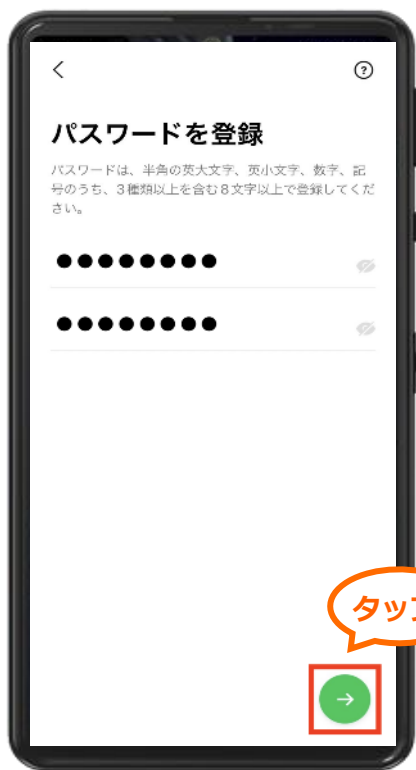 パスワードを登録
パスワードは、半角の英大文字、英小文字、数字、記
号のうち、3種類以上を含む8文字以上で登録してくだ
さい。
●●●●●●●●
●●●●●●●●
タッ